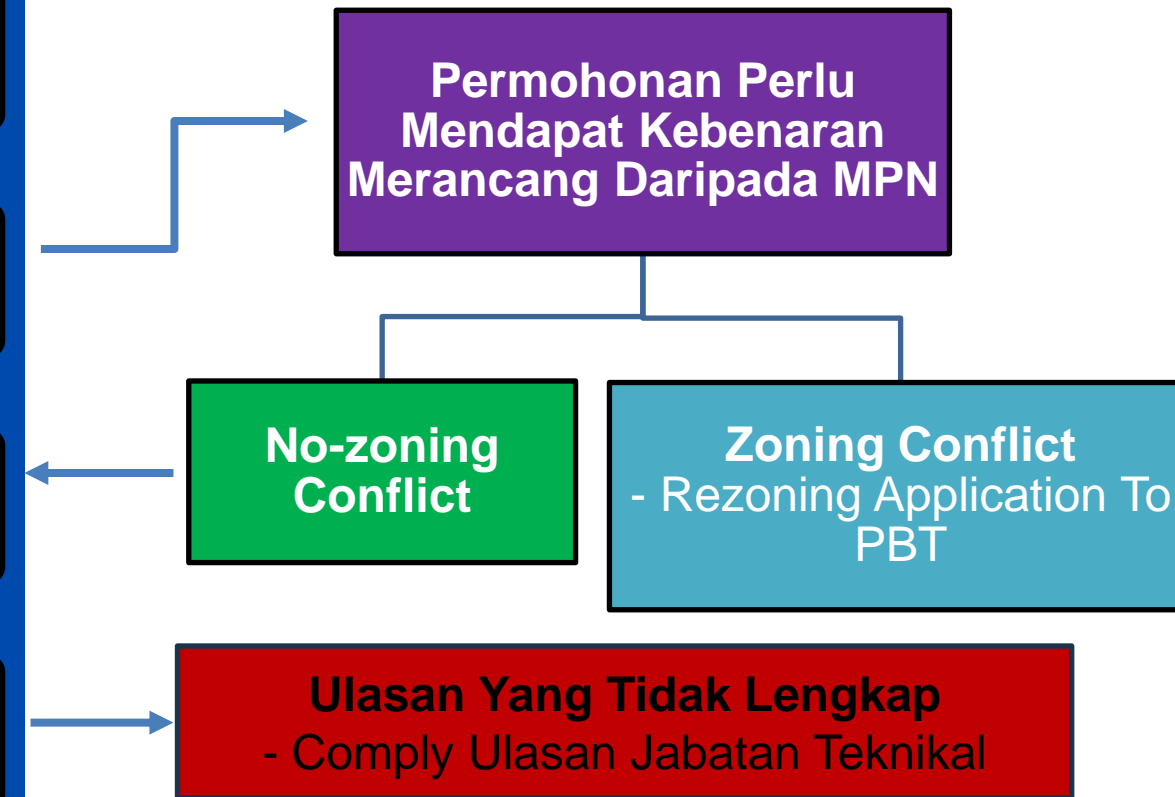 Permohonan Perlu
Mendapat Kebenaran
Merancang Daripada MPN
No-zoning
Conflict
Zoning Conflict
- Rezoning Application To
PBT
Ulasan Yang Tidak Lengkap
- Comply Ulasan Jabatan Teknikal